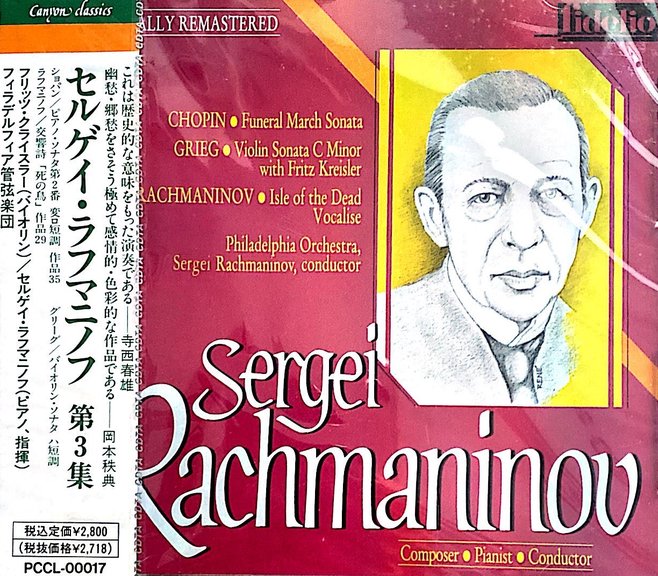 Canyon classics
これは歴史的な意味をもった演奏である——寺西春雄
幽愁・郷愁をさそう極めて感情的・色彩的な作品である——岡本秩典
セルゲイ・ラフマニノフ 第3集
ショパン/ピアノ・ソナタ第2番 変ロ短調 作品35 グリーグ/バイオリン・ソナタ ハ短調
ラフマニノフ/交響詩「死の島」作品29
フリッツ・クライスラー(バイオリン)/セルゲイ・ラフマニノフ(ピアノ、指揮)
フィラデルフィア管弦楽団
税込定価¥2,800
(税抜価格¥2,718)
PCCL-00017
ALLY REMASTERED
fidelio
CHOPIN • Funeral March Sonata
GRIEG • Violin Sonata C Minor
with Fritz Kreisler
RACHMANINOV • Isle of the Dead
Vocalise
Philadelphia Orchestra,
Sergei Rachmaninov, conductor
RENÉ
Sergei
Rachmaninov
Composer • Pianist • Conductor